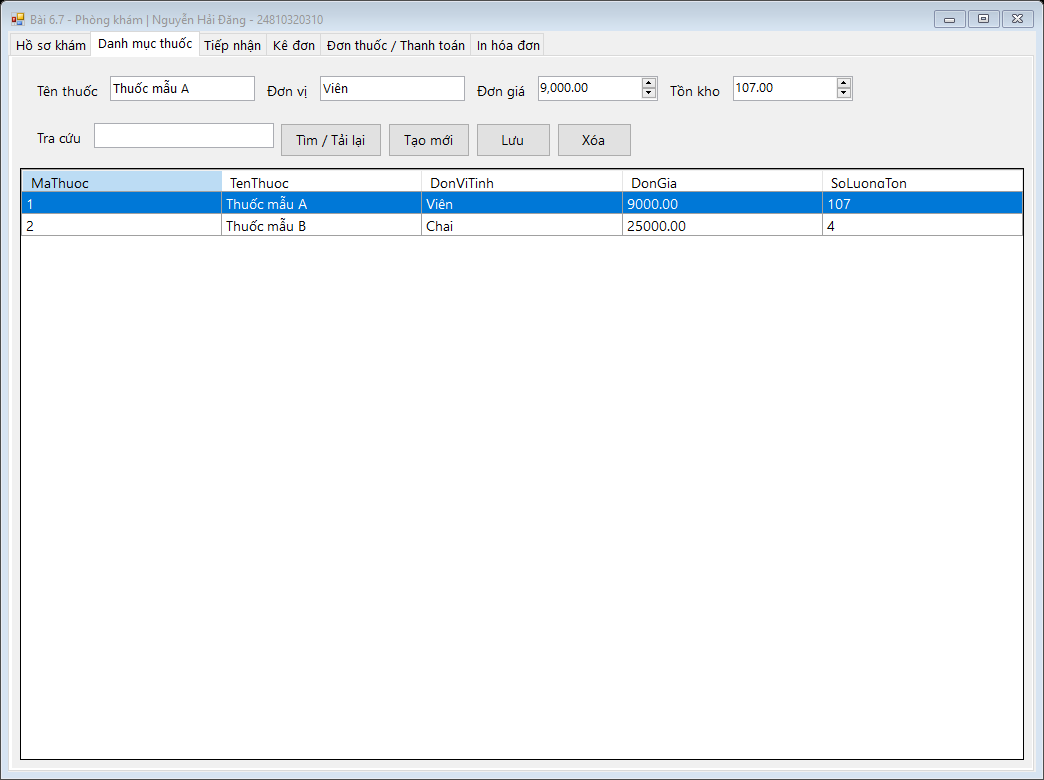 Bài 6.7 - Phòng khám | Nguyễn Hải Đăng - 24810320310
Hồ sơ khám Danh mục thuốc Tiếp nhận Kê đơn Đơn thuốc / Thanh toán In hóa đơn
Tên thuốc Thuốc mẫu A Đơn vị Viên Đơn giá 9,000.00 Tồn kho 107.00
Tra cứu Tìm / Tải lại Tạo mới Lưu Xóa
MaThuoc TenThuoc DonViTinh DonGia SoLuongTon
1 Thuốc mẫu A Viên 9000.00 107
2 Thuốc mẫu B Chai 25000.00 4